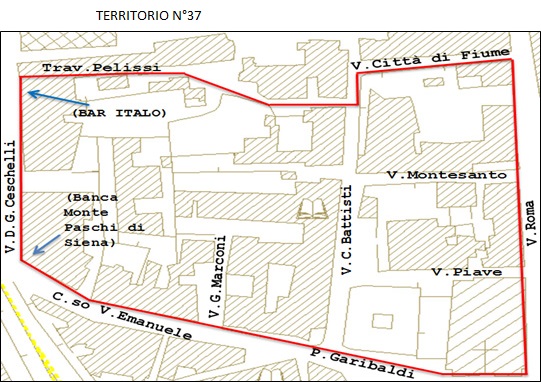 TERRITORIO N°37
Trav.Pelissi
V.Città di Fiume
(BAR ITALO)
V.D.G.Ceschelli
V.Montesanto
(Banca
Monte
Paschi di
Siena)
V.C.Battisti
V.Roma
V.G.Marconi
V.Piave
C.so V.Emanuele
P.Garibaldi